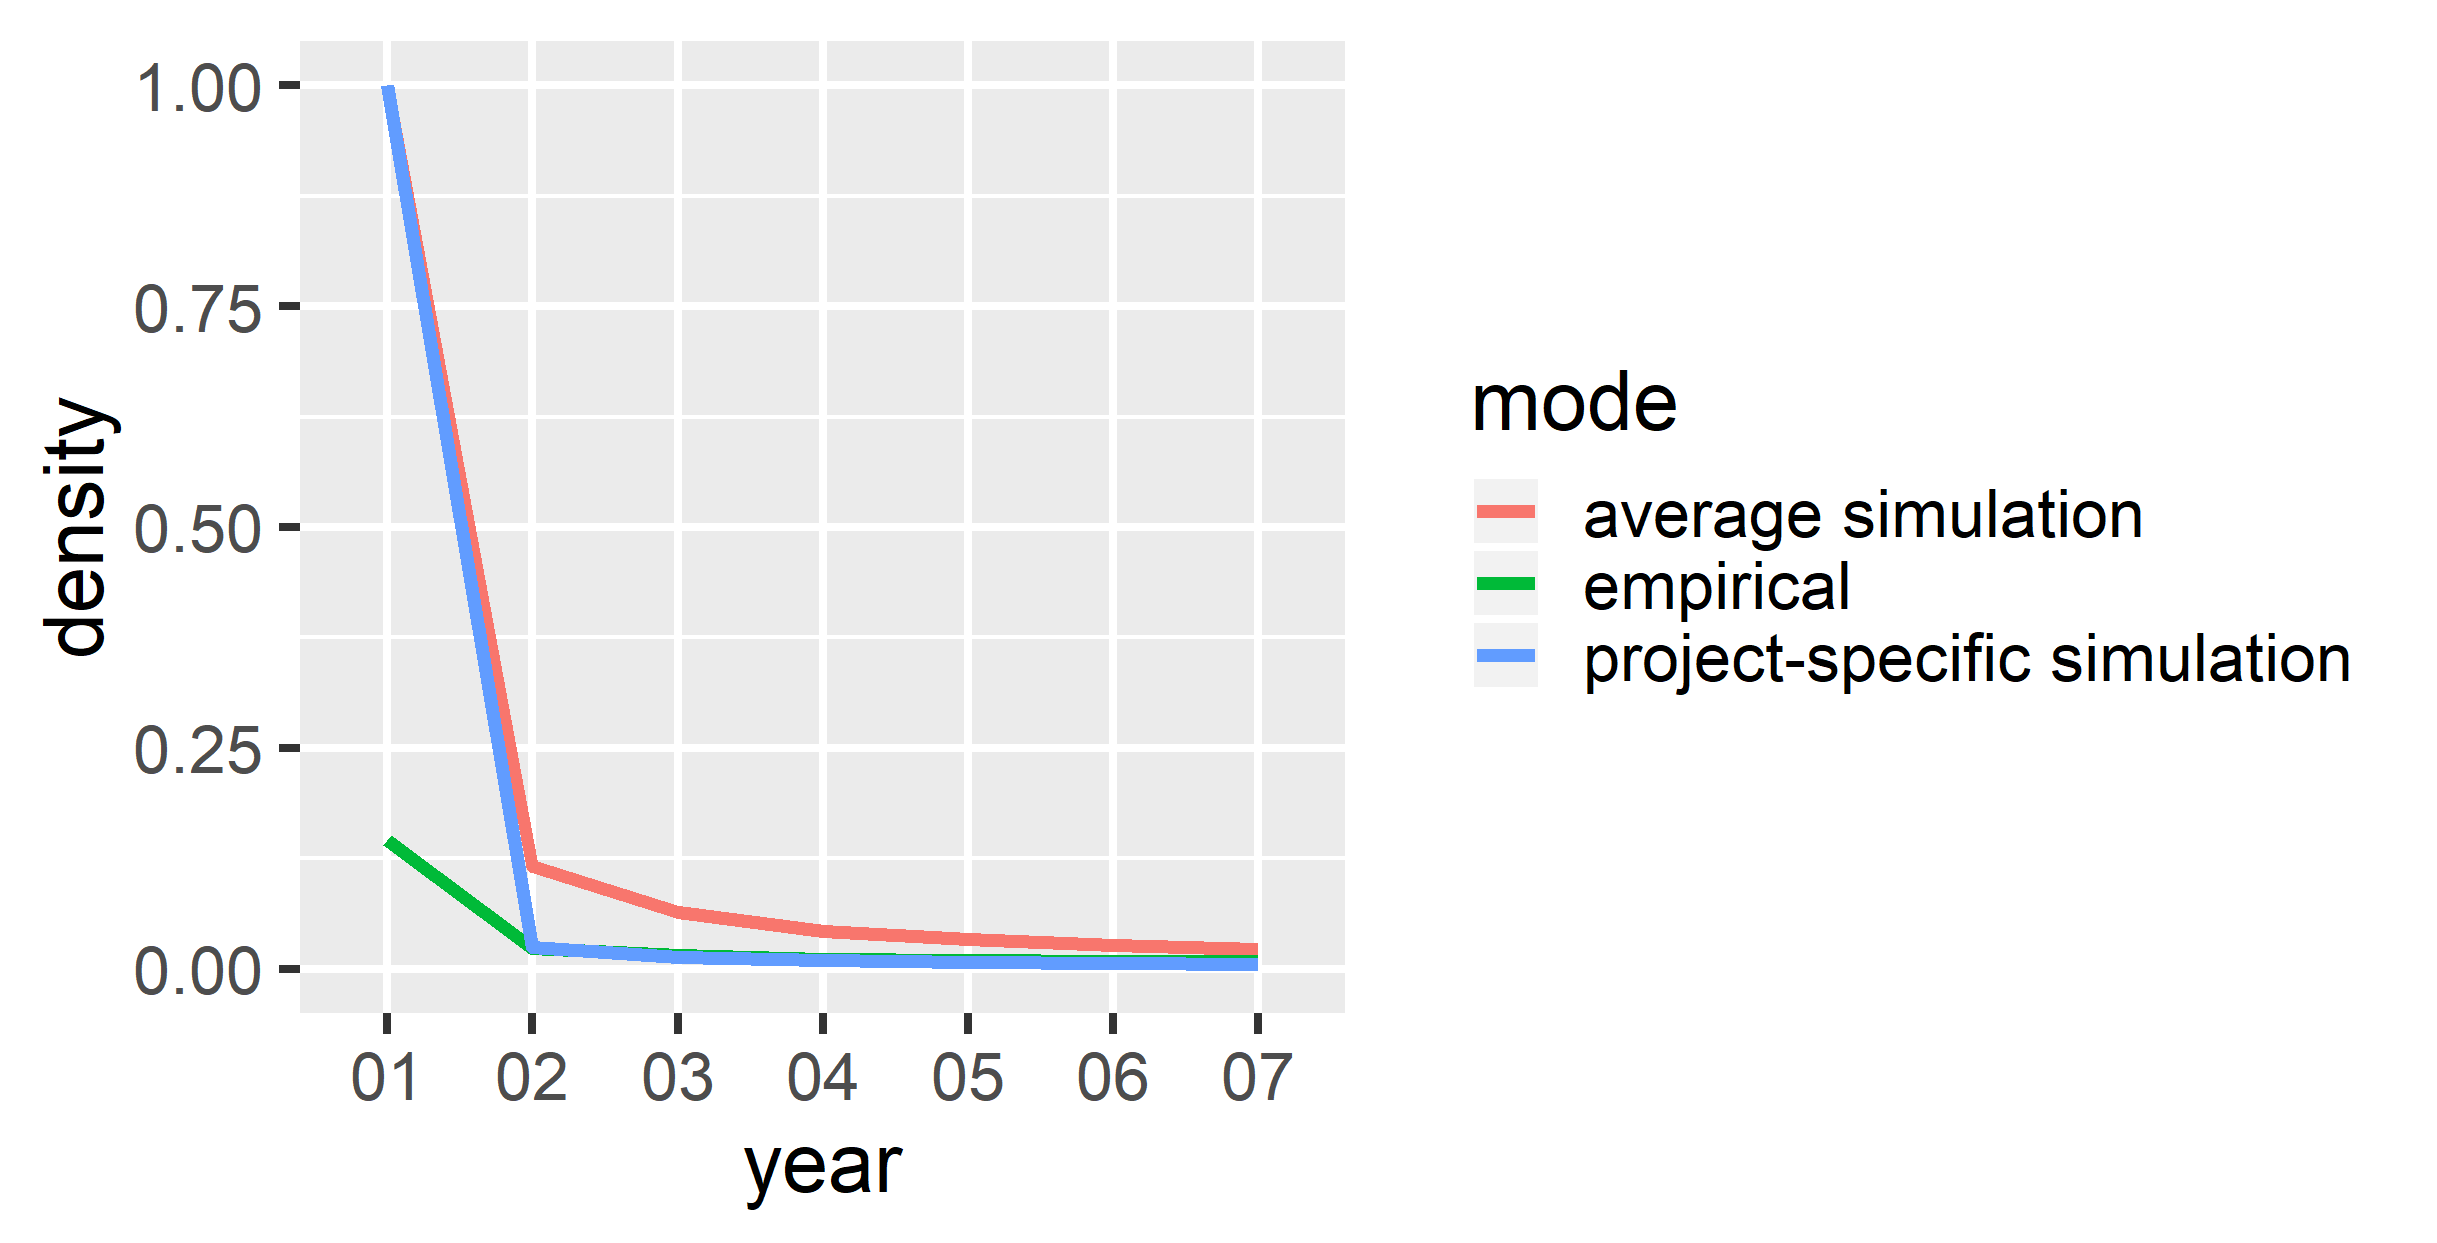 1.00
0.75
0.50
0.25
0.00
density
01 02 03 04 05 06 07
year
mode
average simulation
empirical
project-specific simulation